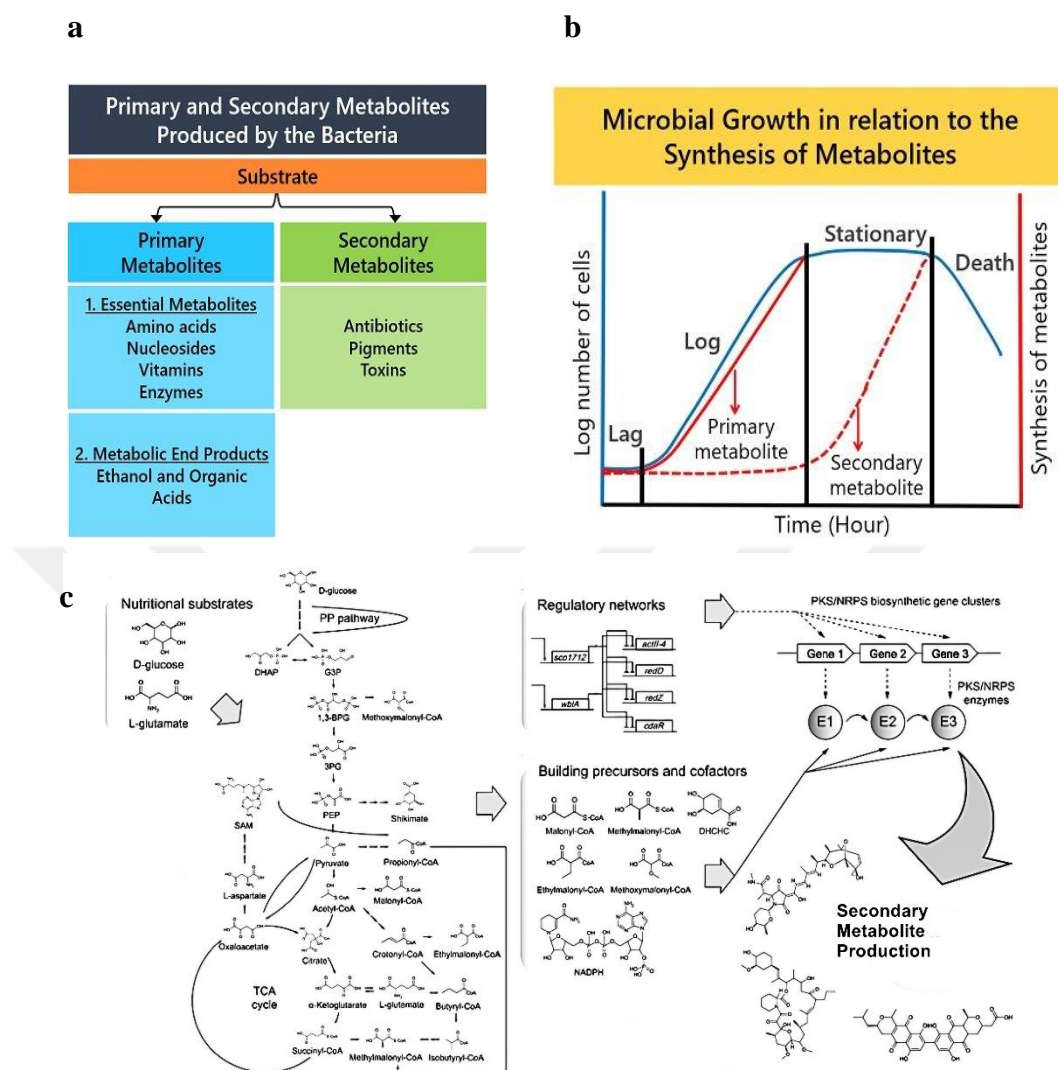 a
b
Primary and Secondary Metabolites
Produced by the Bacteria
Substrate
Primary
Metabolites
Secondary
Metabolites
1. Essential Metabolites
Amino acids
Nucleosides
Vitamins
Enzymes
Antibiotics
Pigments
Toxins
2. Metabolic End Products
Ethanol and Organic
Acids
Microbial Growth in relation to the
Synthesis of Metabolites
Log number of cells
Lag
Log
Stationary
Death
Primary
metabolite
Secondary
metabolite
Time (Hour)
Synthesis of metabolites
c
Nutritional substrates
D-glucose
L-glutamate
D-glucose
PP pathway
DHAP
G3P
1,3-BPG
Mothoxymalonyl-CoA
3PG
PEP
Shikimate
SAM
Pyruvate
Propionyl-CoA
L-aspartate
Acetyl-CoA
Malonyl-CoA
Oxaloacetate
Citrate
Crotonyl-CoA
Ethylmalonyl-CoA
TCA
cycle
α-Ketoglutarate
L-glutemate
Butyryl-CoA
Succinyl-CoA
Methylmalonyl-CoA
Isobutyryl-CoA
Regulatory networks
sco1712
wblA
actII-4
redD
redZ
cdaR
PKS/NRPS biosynthetic gene clusters
Gene 1
Gene 2
Gene 3
PKS/NRPS
enzymes
E1
E2
E3
Building precursors and cofactors
Malonyl-CoA
Methylmalonyl-CoA
DHCHC
Ethylmalonyl-CoA
Methoxymalonyl-CoA
NADPH
Secondary
Metabolite
Production